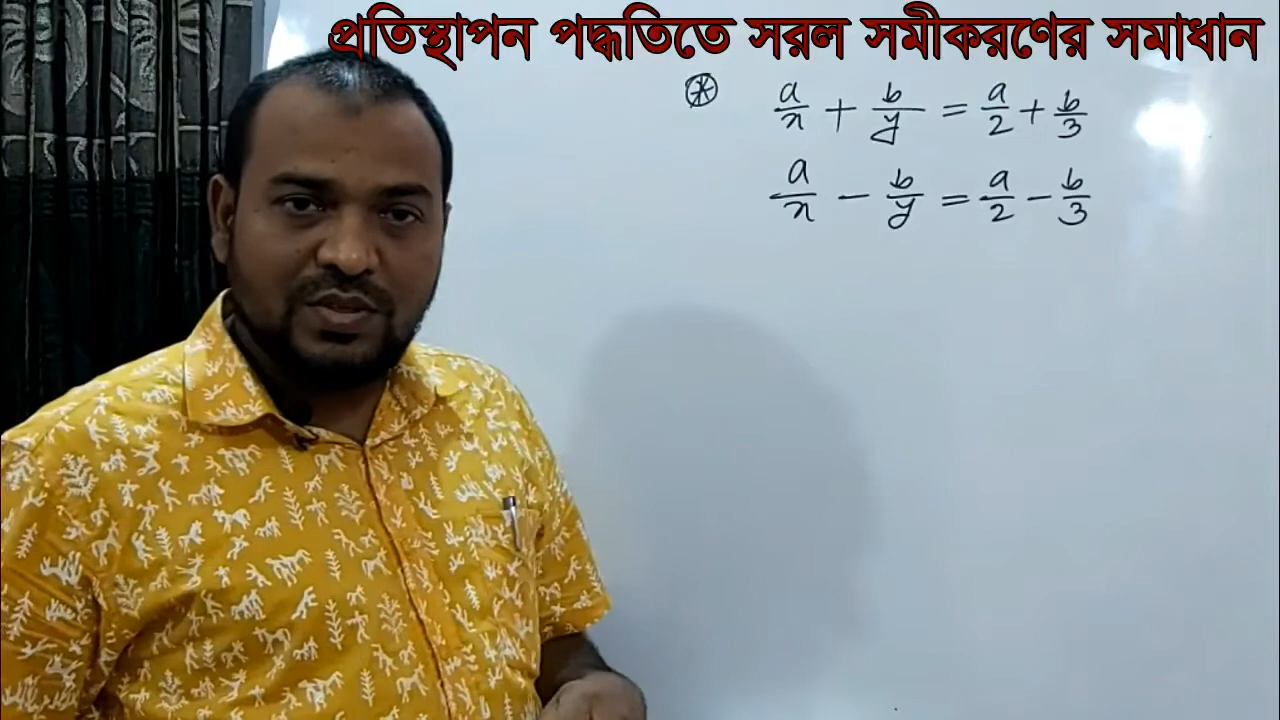 প্রতিস্থাপন পদ্ধতিতে সরল সমীকরণের সমাধান
⊛ a/x + b/y = a/2 + b/3
a/x - b/y = a/2 - b/3